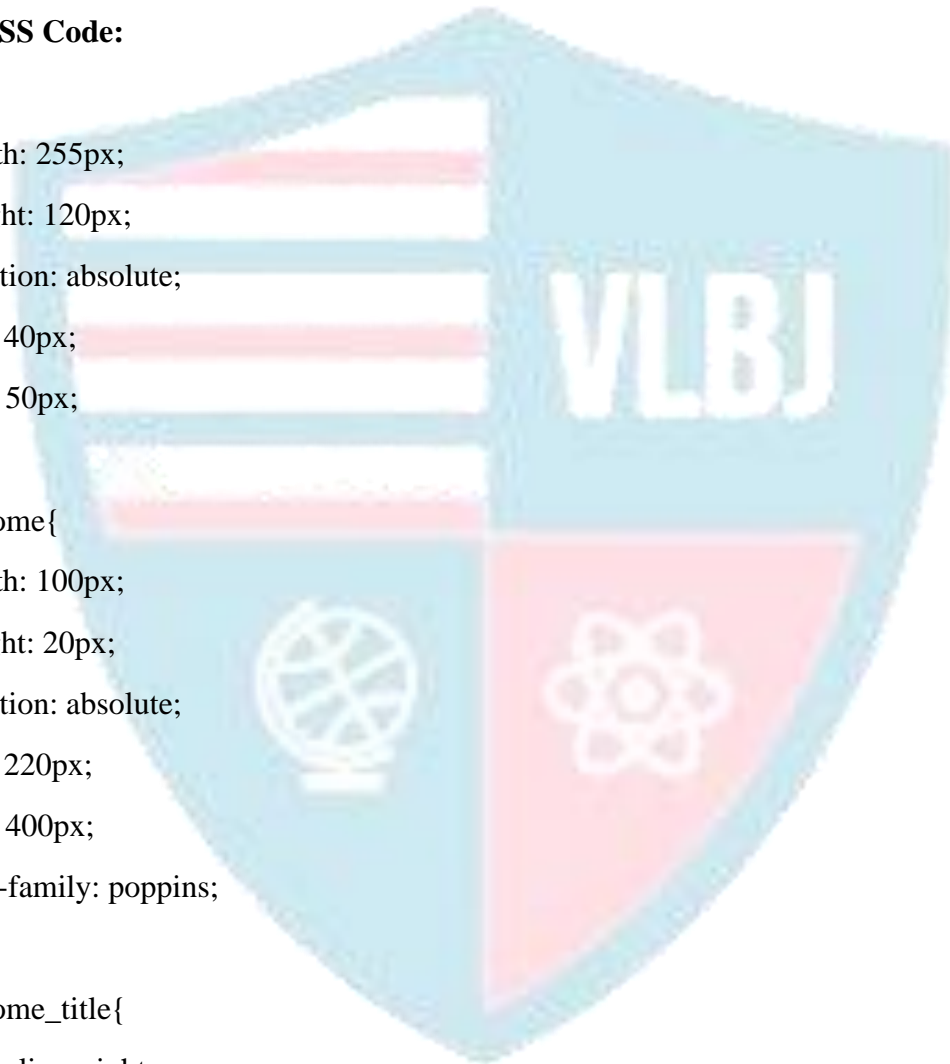 SS Code:
th: 255px;
ht: 120px;
tion: absolute;
40px;
50px;
VLBJ
ome{
th: 100px;
ht: 20px;
tion: absolute;
220px;
400px;
-family: poppins;
ome_title{